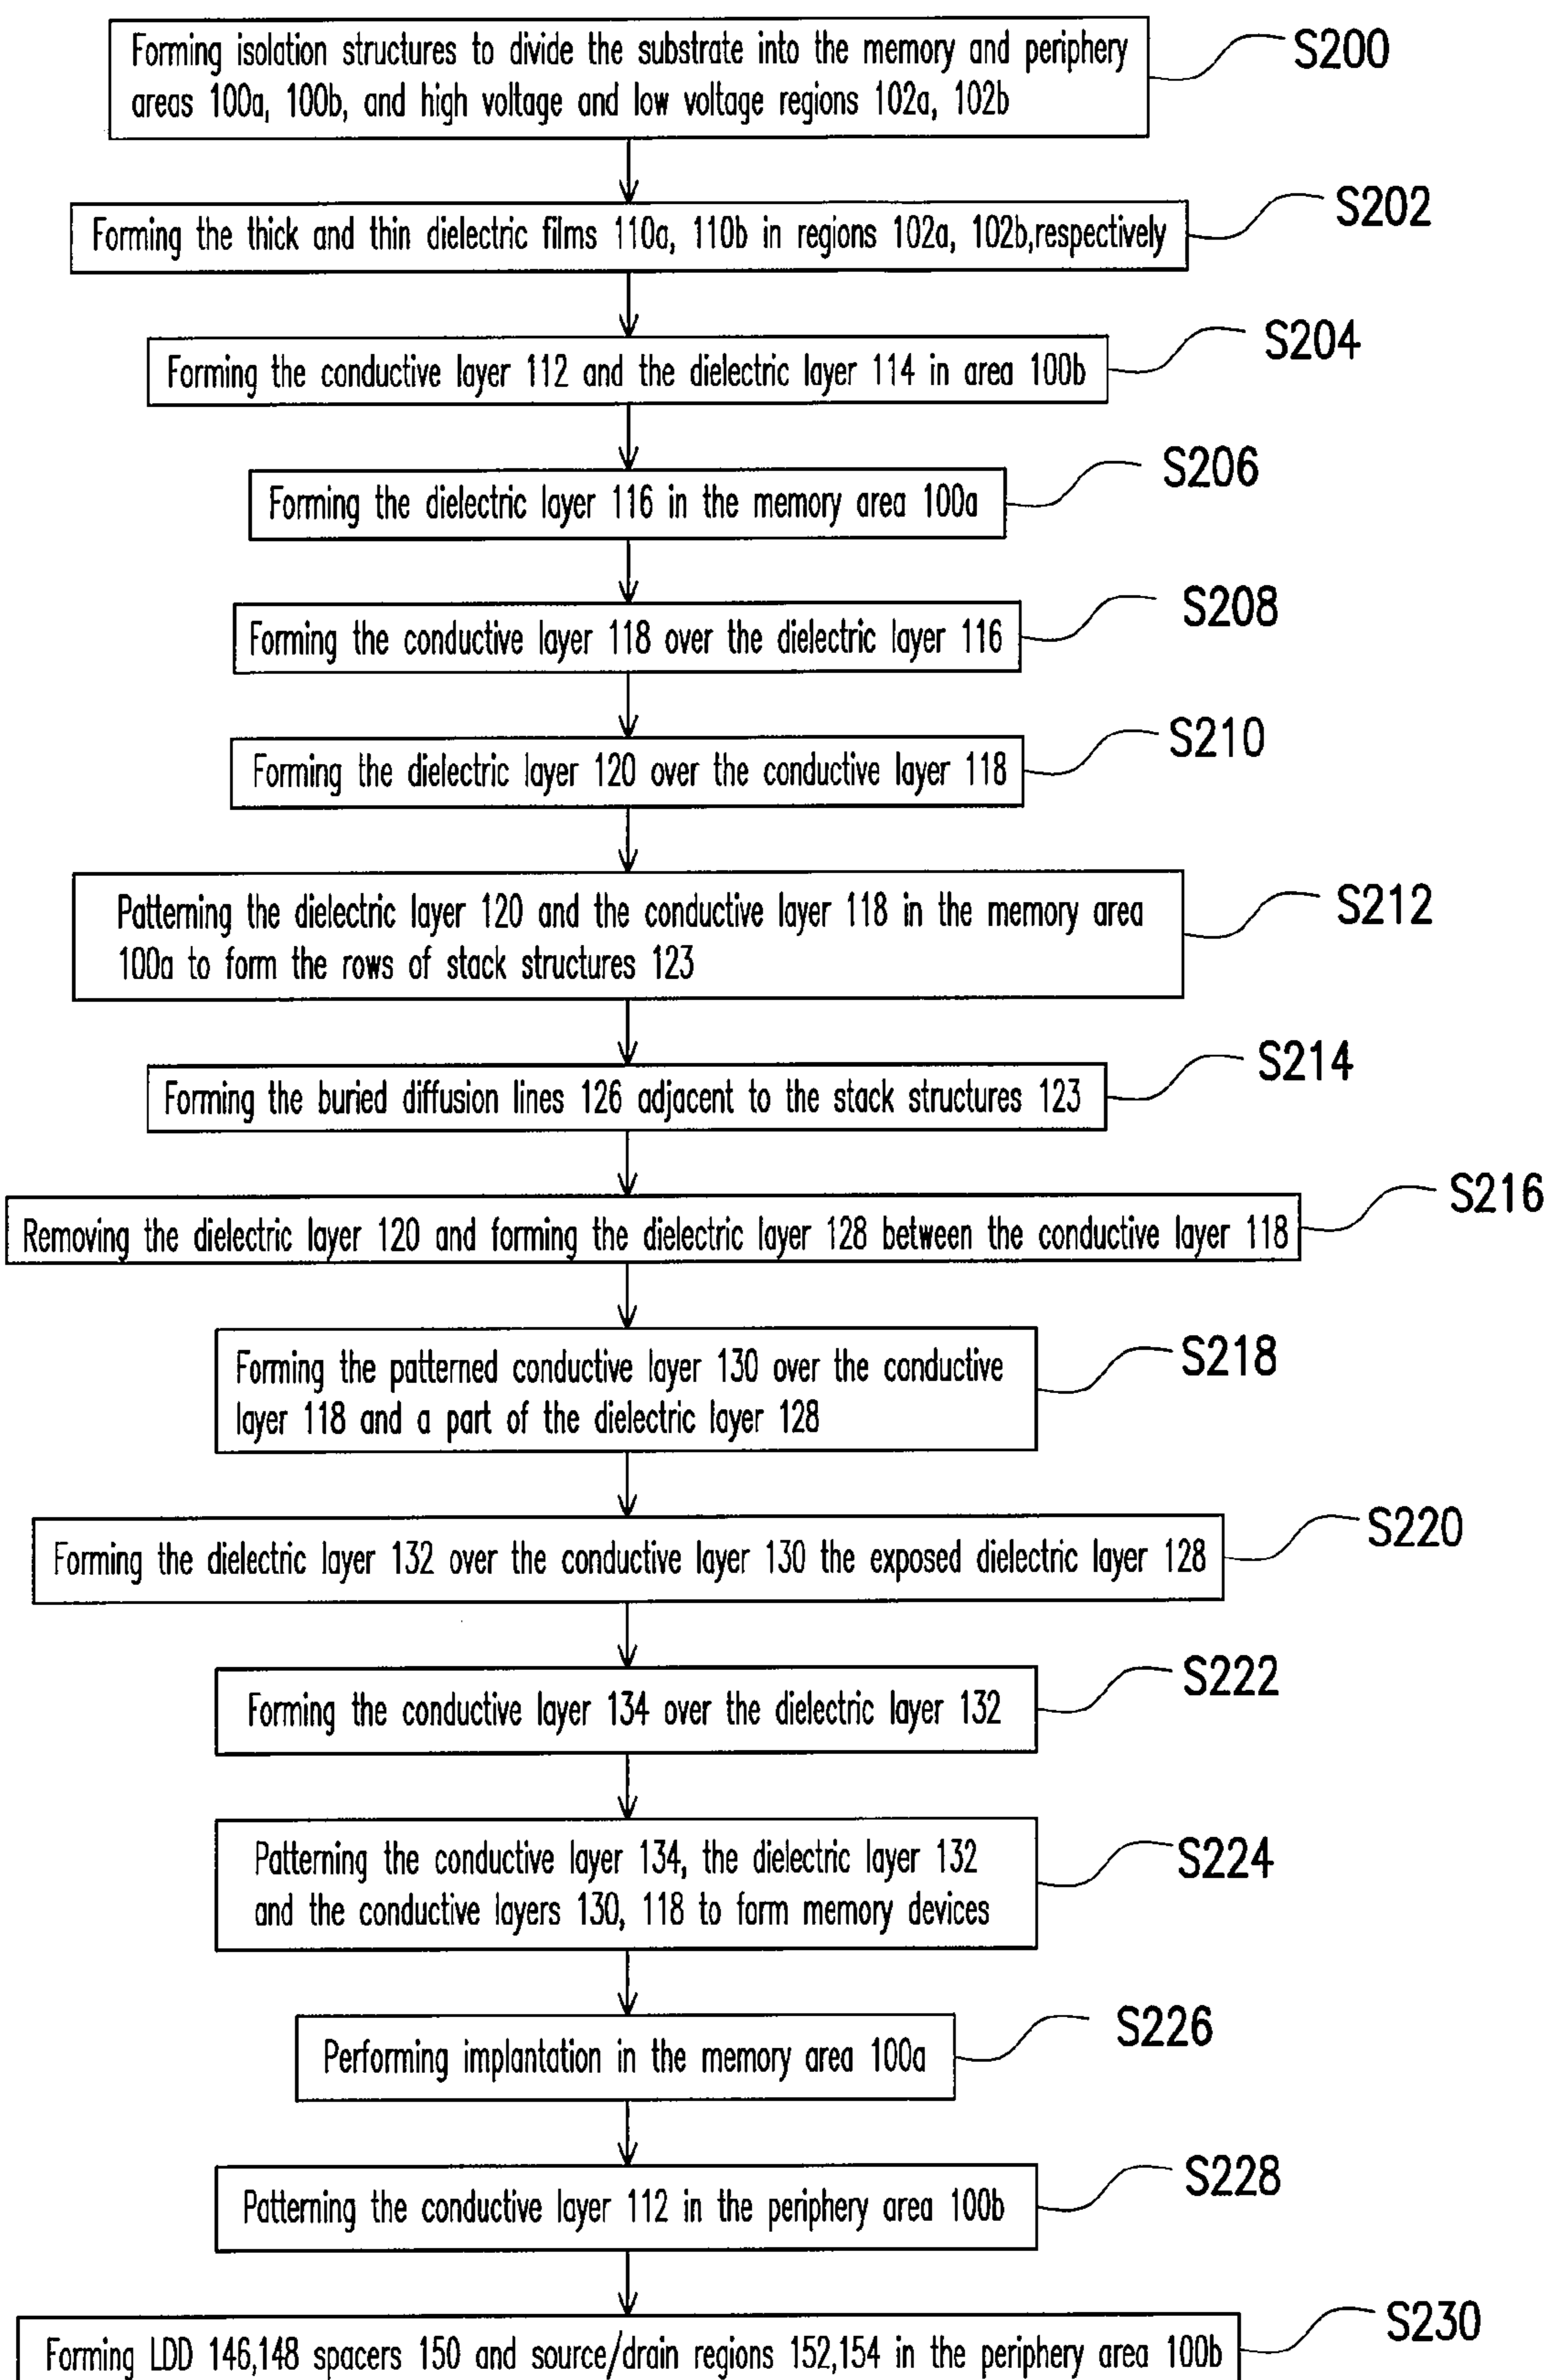 Forming isolation structures to divide the substrate into the memory and periphery
areas 100a, 100b, and high voltage and low voltage regions 102a, 102b
S200
Forming the thick and thin dielectric films 110a, 110b in regions 102a, 102b,respectively
S202
Forming the conductive layer 112 and the dielectric layer 114 in area 100b
S204
Forming the dielectric layer 116 in the memory area 100a
S206
Forming the conductive layer 118 over the dielectric layer 116
S208
Forming the dielectric layer 120 over the conductive layer 118
S210
Patterning the dielectric layer 120 and the conductive layer 118 in the memory area
100a to form the rows of stack structures 123
S212
Forming the buried diffusion lines 126 adjacent to the stack structures 123
S214
Removing the dielectric layer 120 and forming the dielectric layer 128 between the conductive layer 118
S216
Forming the patterned conductive layer 130 over the conductive
layer 118 and a part of the dielectric layer 128
S218
Forming the dielectric layer 132 over the conductive layer 130 the exposed dielectric layer 128
S220
Forming the conductive layer 134 over the dielectric layer 132
S222
Patterning the conductive layer 134, the dielectric layer 132
and the conductive layers 130, 118 to form memory devices
S224
Performing implantation in the memory area 100a
S226
Patterning the conductive layer 112 in the periphery area 100b
S228
Forming LDD 146,148 spacers 150 and source/drain regions 152,154 in the periphery area 100b
S230